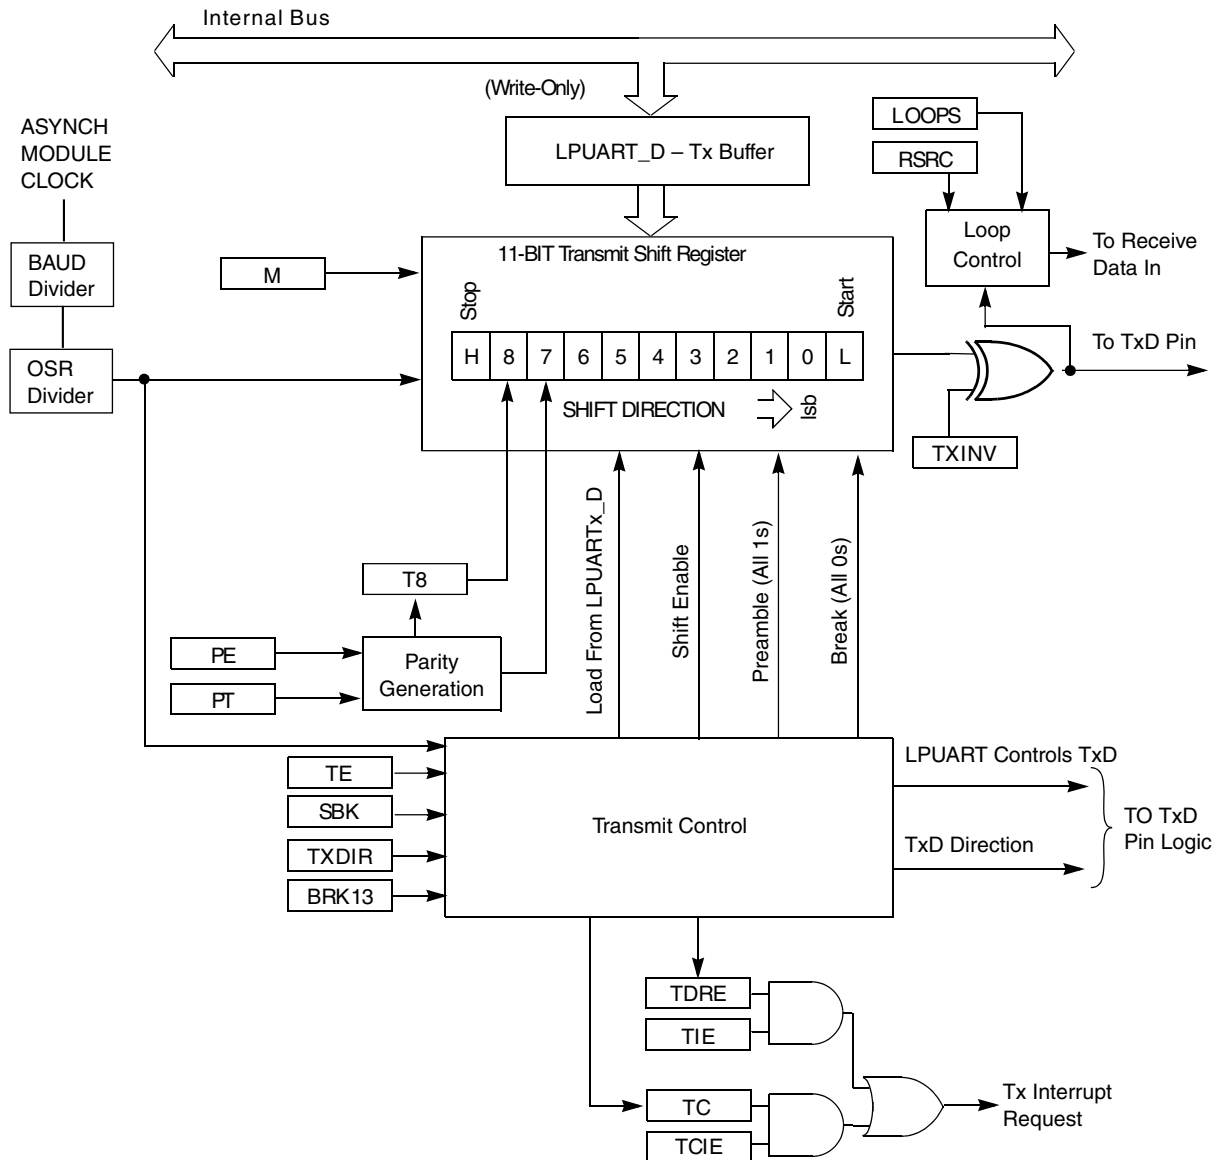 Internal Bus
(Write-Only)
LPUART_D – Tx Buffer
ASYNCH
MODULE
CLOCK
BAUD
Divider
OSR
Divider
M
11-BIT Transmit Shift Register
Stop
Start
H 8 7 6 5 4 3 2 1 0 L
SHIFT DIRECTION
lsb
LOOPS
RSRC
Loop
Control
To Receive
Data In
To TxD Pin
TXINV
T8
PE
PT
Parity
Generation
Load From LPUARTx_D
Shift Enable
Preamble (All 1s)
Break (All 0s)
TE
SBK
TXDIR
BRK13
Transmit Control
LPUART Controls TxD
TxD Direction
TO TxD
Pin Logic
TDRE
TIE
TC
TCIE
Tx Interrupt
Request